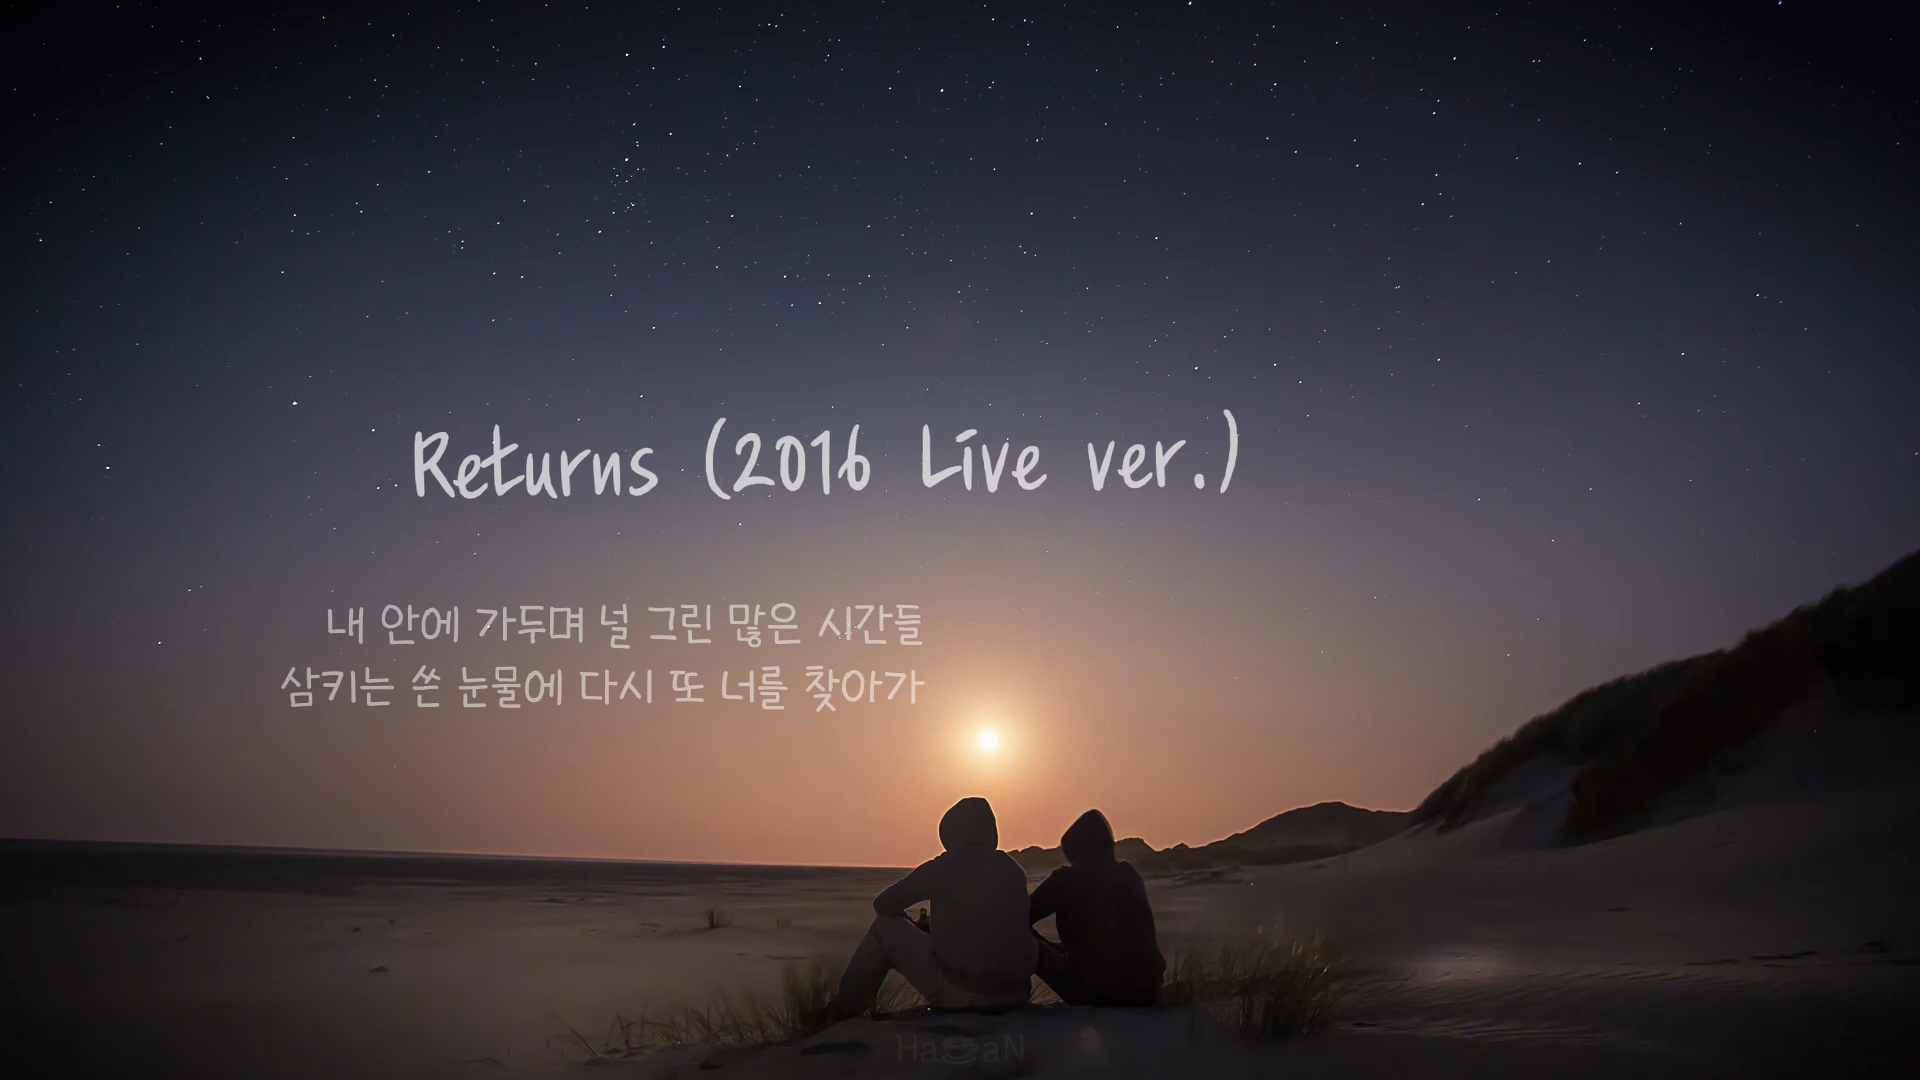 Returns (2016 Live ver.)
내 안에 가두며 널 그린 많은 시간들
삼키는 쓴 눈물에 다시 또 너를 찾아가